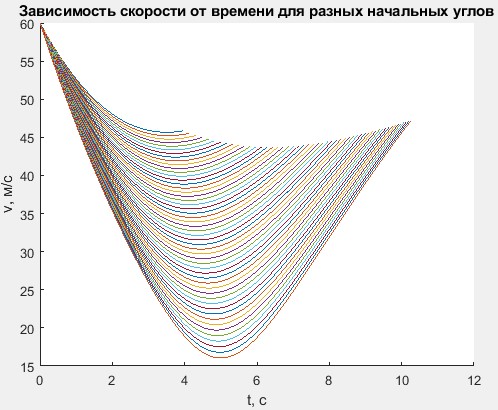 Зависимость скорости от времени для разных начальных углов
60
55
50
45
40
35
30
25
20
15
v, м/с
0 2 4 6 8 10 12
t, с